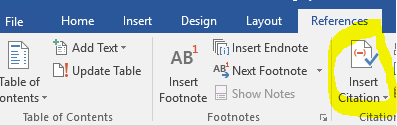 File Home Insert Design Layout References
Add Text
Update Table
Table of
Contents
Table of Contents
AB1
Insert
Footnote
Insert Endnote
Next Footnote
Show Notes
Footnotes
Insert
Citation